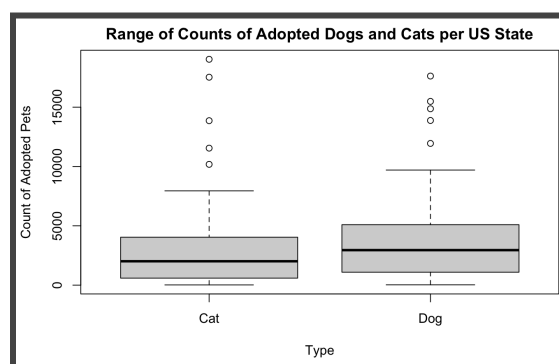 Range of Counts of Adopted Dogs and Cats per US State
Count of Adopted Pets
15000
10000
5000
0
Cat
Dog
Type